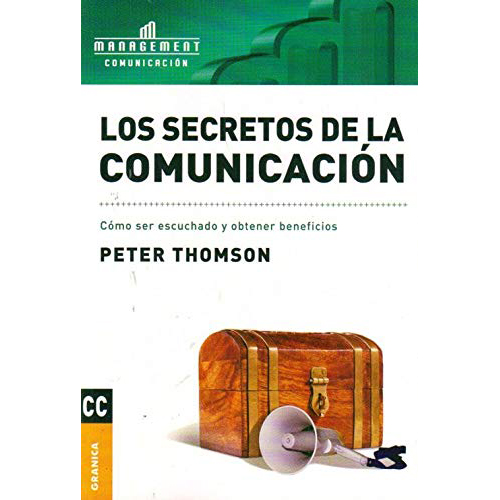 MANAGEMENT
COMUNICACIÓN
LOS SECRETOS DE LA
COMUNICACIÓN
Cómo ser escuchado y obtener beneficios
PETER THOMSON
CC
GRANICA